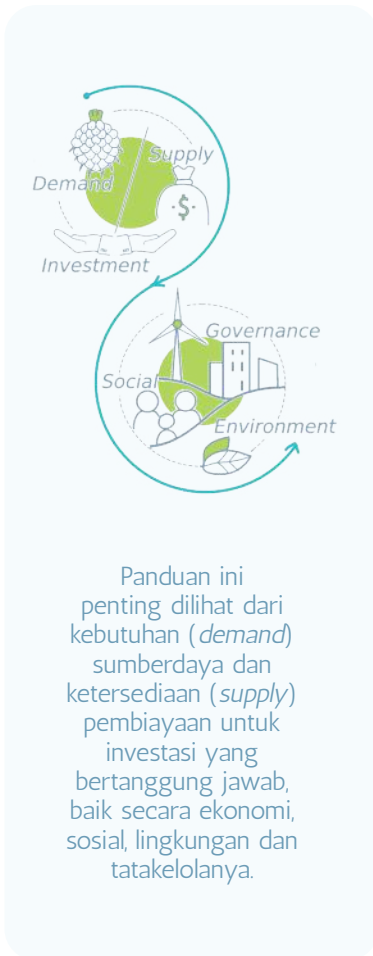 Supply
Demand
$
Investment
Governance
Social
Environment
Panduan ini
penting dilihat dari
kebutuhan (demand)
sumberdaya dan
ketersediaan (supply)
pembiayaan untuk
investasi yang
bertanggung jawab,
baik secara ekonomi,
sosial, lingkungan dan
tatakelolanya.